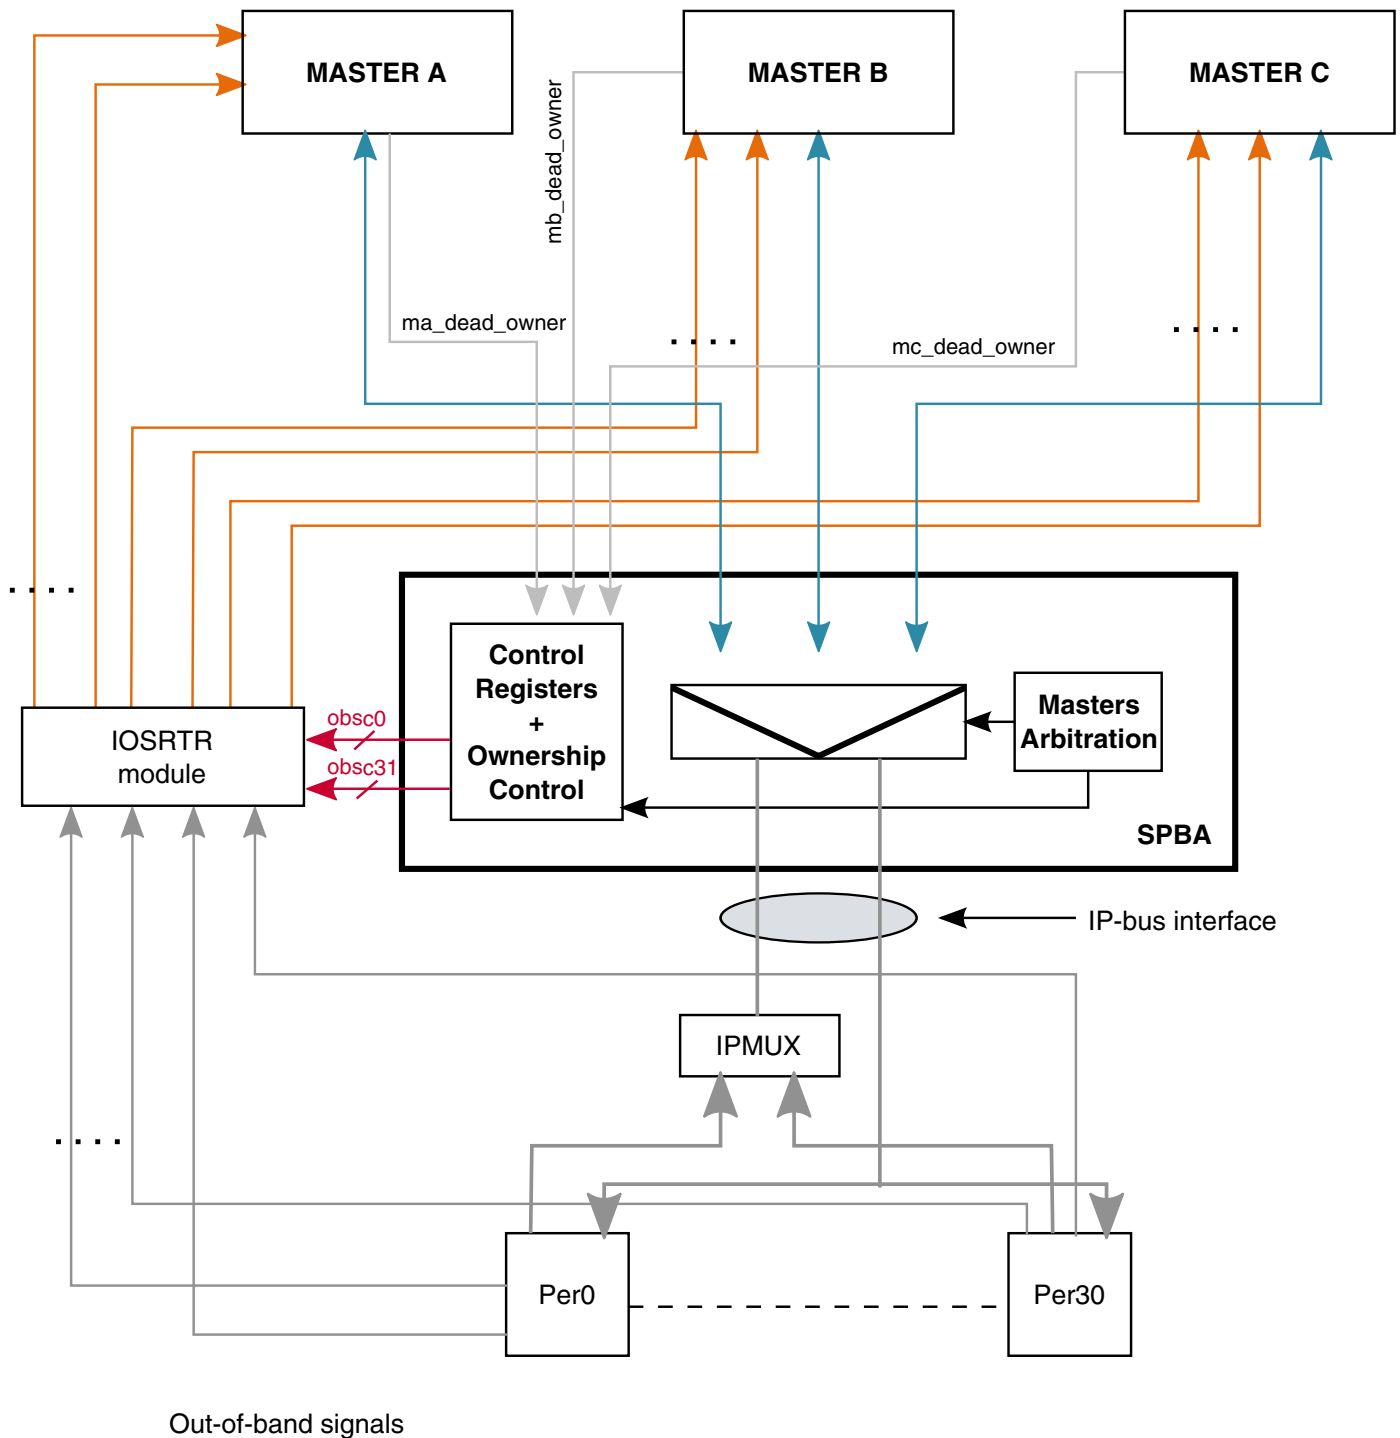 MASTER A
MASTER B
MASTER C
mb_dead_owner
ma_dead_owner
mc_dead_owner
Control
Registers
+
Ownership
Control
Masters
Arbitration
obsc0
obsc31
IOSRTR
module
SPBA
IP-bus interface
IPMUX
Per0
Per30
Out-of-band signals